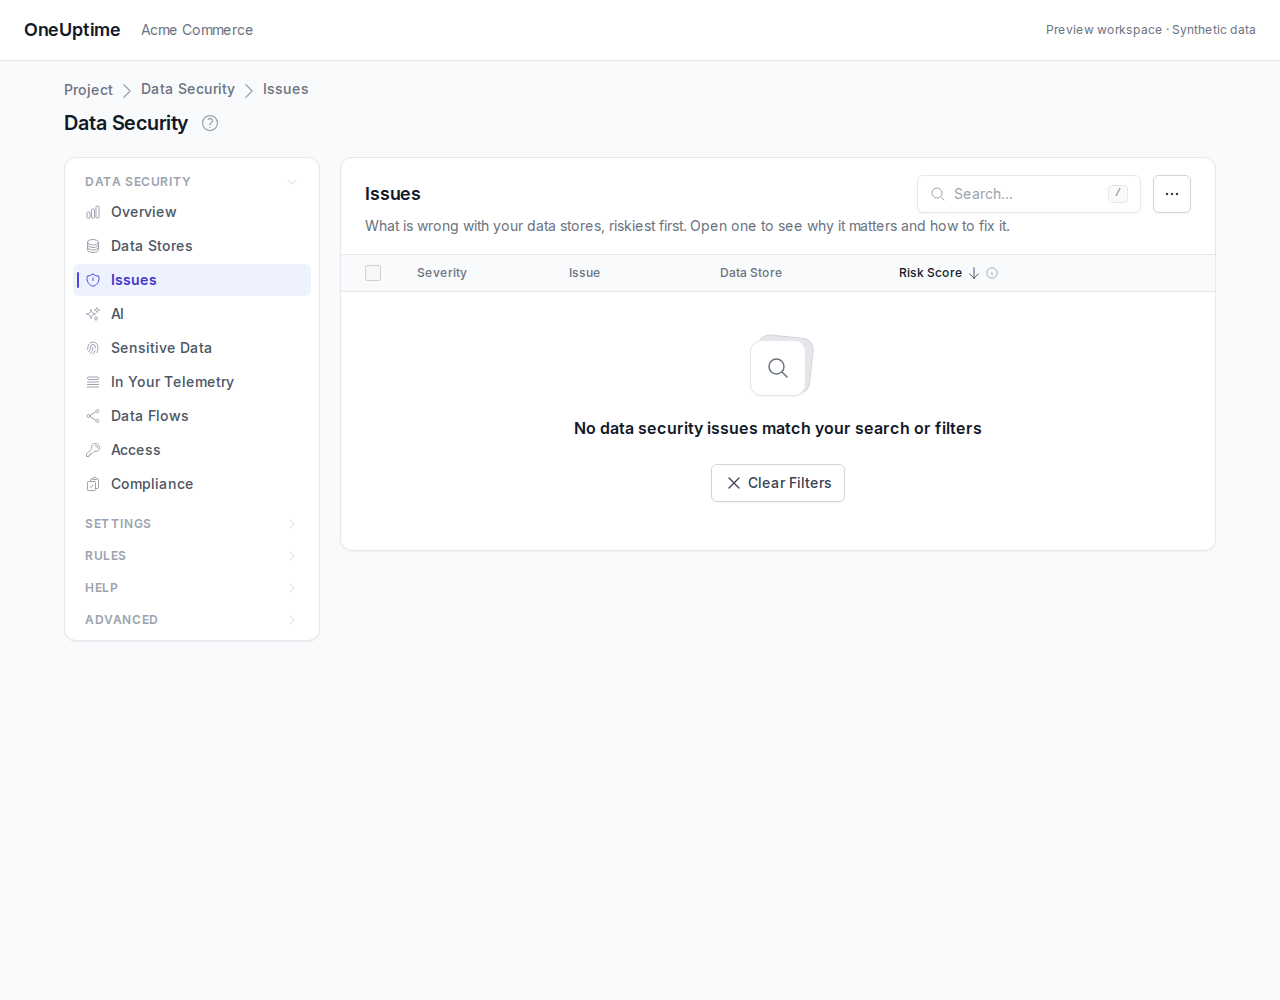 OneUptime Acme Commerce Preview workspace · Synthetic data
Project Data Security Issues
Data Security
DATA SECURITY
Overview
Data Stores
Issues
AI
Sensitive Data
In Your Telemetry
Data Flows
Access
Compliance
SETTINGS
RULES
HELP
ADVANCED
Issues
Search... /
What is wrong with your data stores, riskiest first. Open one to see why it matters and how to fix it.
Severity Issue Data Store Risk Score
No data security issues match your search or filters
Clear Filters